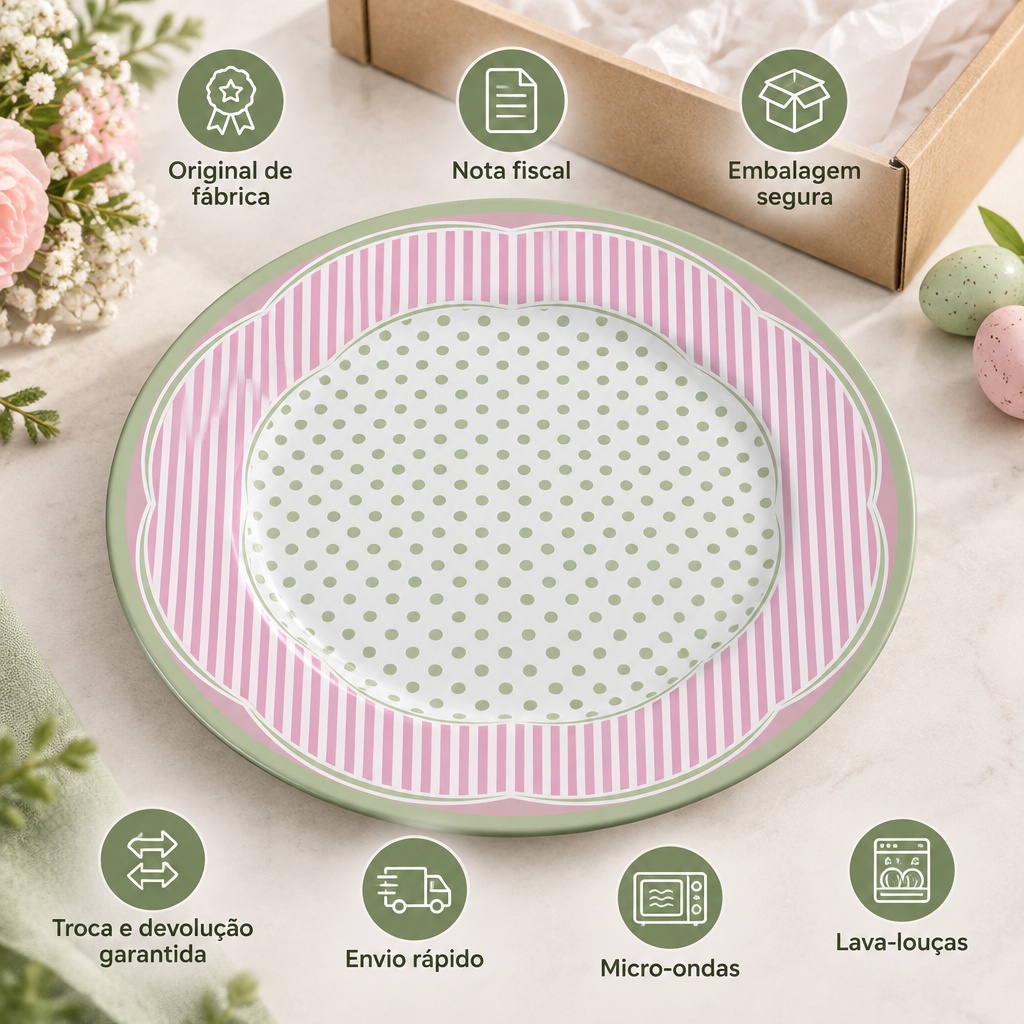 Original de
fábrica
Nota fiscal
Embalagem
segura
Troca e devolução
garantida
Envio rápido
Micro-ondas
Lava-louças